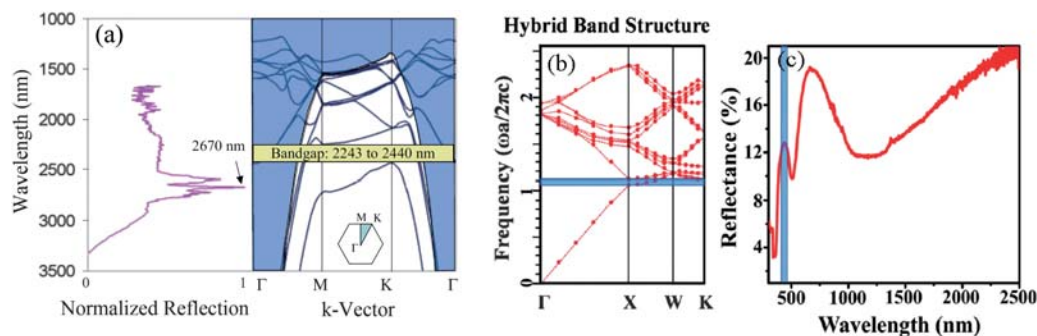 (a)
1000
1500
2000
2500
3000
3500
Wavelength (nm)
2670 nm
0
1
Normalized Reflection
Bandgap: 2243 to 2440 nm
M K
Γ
Γ M K Γ
k-Vector
Hybrid Band Structure
(b)
2
1
0
Frequency (ωa/2πc)
Γ X W K
(c)
20
16
12
8
4
0
Reflectance (%)
500 1000 1500 2000 2500
Wavelength (nm)